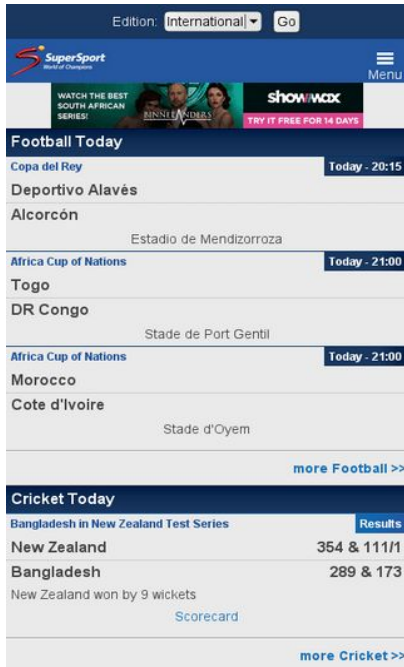 Edition: International Go
SuperSport
World of Champions
Menu
WATCH THE BEST
SOUTH AFRICAN
SERIES!
BINNELANDERS
showmax
TRY IT FREE FOR 14 DAYS
Football Today
Copa del Rey Today - 20:15
Deportivo Alavés
Alcorcón
Estadio de Mendizorroza
Africa Cup of Nations Today - 21:00
Togo
DR Congo
Stade de Port Gentil
Africa Cup of Nations Today - 21:00
Morocco
Cote d'Ivoire
Stade d'Oyem
more Football >>
Cricket Today
Bangladesh in New Zealand Test Series Results
New Zealand 354 & 111/1
Bangladesh 289 & 173
New Zealand won by 9 wickets
Scorecard
more Cricket >>